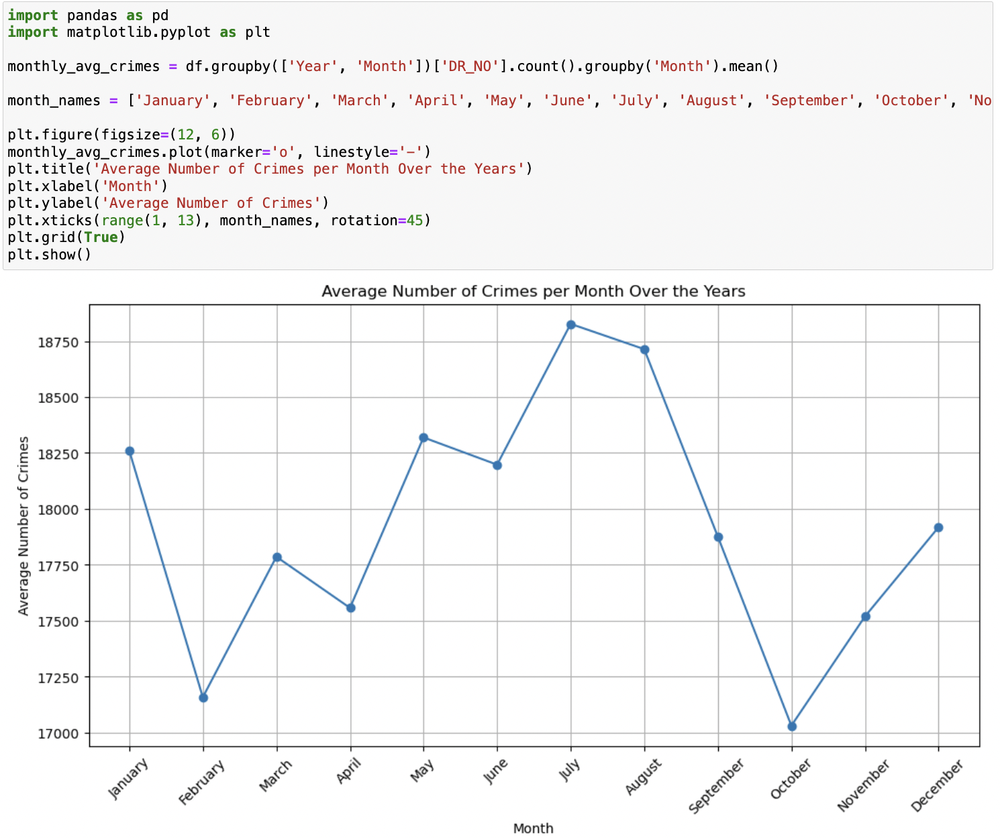 import pandas as pd
import matplotlib.pyplot as plt
monthly_avg_crimes = df.groupby(['Year', 'Month'])['DR_NO'].count().groupby('Month').mean()
month_names = ['January', 'February', 'March', 'April', 'May', 'June', 'July', 'August', 'September', 'October', 'No
plt.figure(figsize=(12, 6))
monthly_avg_crimes.plot(marker='o', linestyle='-')
plt.title('Average Number of Crimes per Month Over the Years')
plt.xlabel('Month')
plt.ylabel('Average Number of Crimes')
plt.xticks(range(1, 13), month_names, rotation=45)
plt.grid(True)
plt.show()
Average Number of Crimes per Month Over the Years
Average Number of Crimes
18750
18500
18250
18000
17750
17500
17250
17000
January
February
March
April
May
June
July
August
September
October
November
December
Month